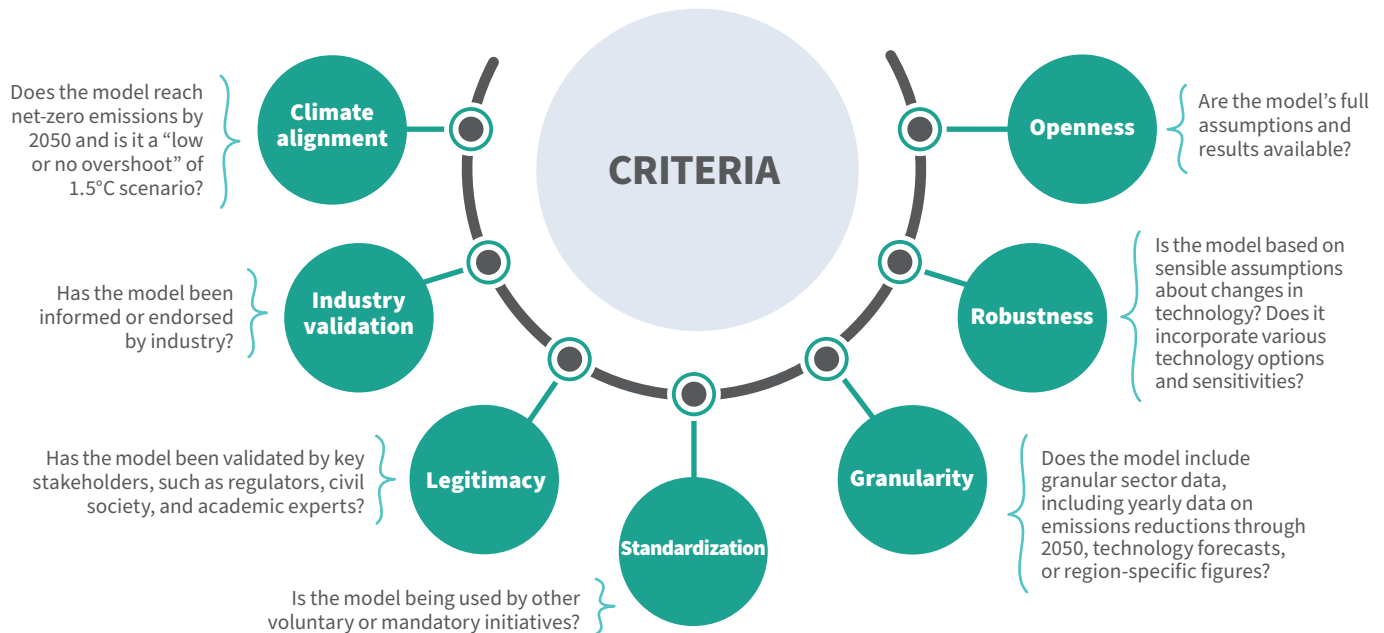 CRITERIA
Climate
alignment
Does the model reach
net-zero emissions by
2050 and is it a “low
or no overshoot” of
1.5°C scenario?
Industry
validation
Has the model been
informed or endorsed
by industry?
Legitimacy
Has the model been validated by key
stakeholders, such as regulators, civil
society, and academic experts?
Standardization
Is the model being used by other
voluntary or mandatory initiatives?
Granularity
Does the model include
granular sector data,
including yearly data on
emissions reductions through
2050, technology forecasts,
or region-specific figures?
Robustness
Is the model based on
sensible assumptions
about changes in
technology? Does it
incorporate various
technology options
and sensitivities?
Openness
Are the model’s full
assumptions and
results available?